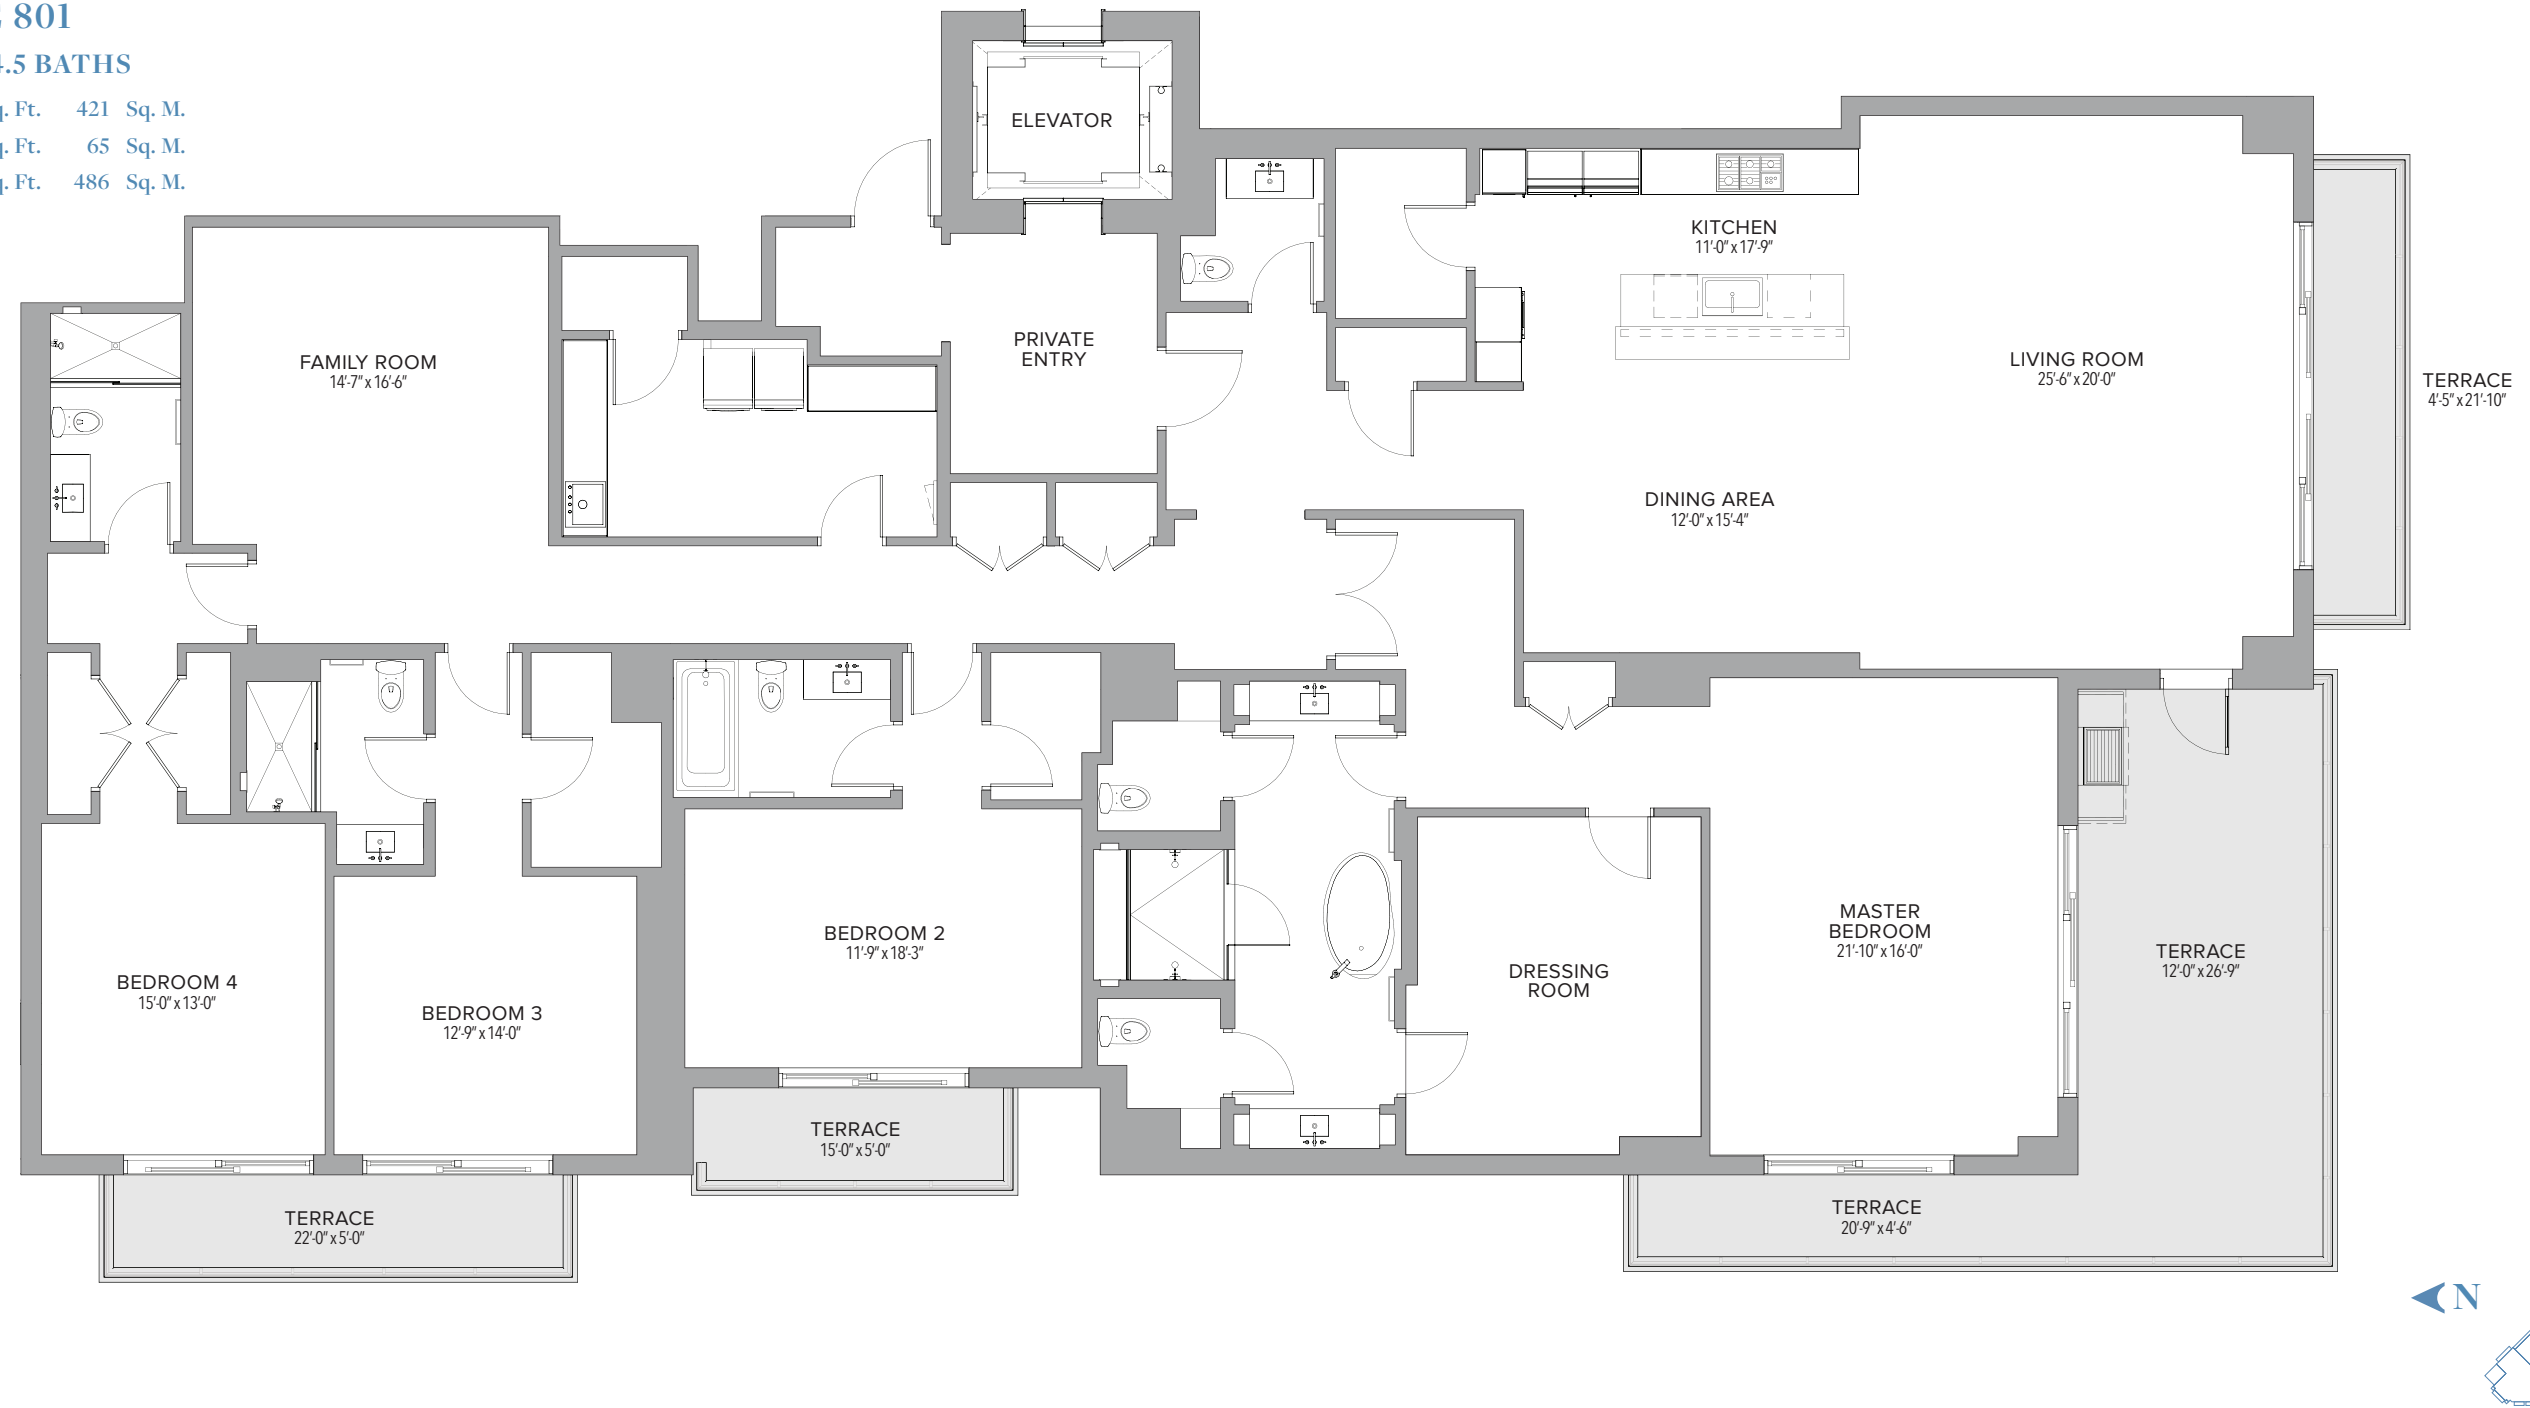 801
4.5 BATHS
Sq. Ft. 421 Sq. M.
Sq. Ft. 65 Sq. M.
Sq. Ft. 486 Sq. M.
ELEVATOR
KITCHEN
11'-0" x 17'-9"
PRIVATE
ENTRY
FAMILY ROOM
14'-7" x 16'-6"
LIVING ROOM
25'-6" x 20'-0"
TERRACE
4'-5" x 21'-10"
DINING AREA
12'-0" x 15'-4"
MASTER
BEDROOM
21'-10" x 16'-0"
BEDROOM 2
11'-9" x 18'-3"
TERRACE
12'-0" x 26'-9"
DRESSING
ROOM
BEDROOM 4
15'-0" x 13'-0"
BEDROOM 3
12'-9" x 14'-0"
TERRACE
15'-0" x 5'-0"
TERRACE
20'-9" x 4'-6"
TERRACE
22'-0" x 5'-0"
N